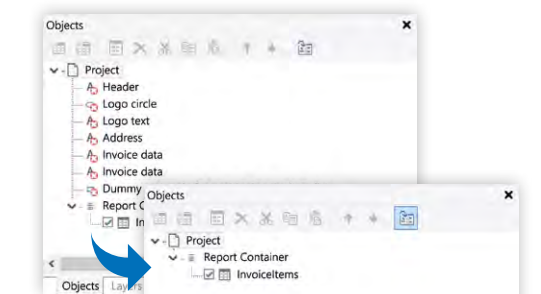 Objects
Project
Header
Logo circle
Logo text
Address
Invoice data
Invoice data
Dummy
Report
Objects Layers
Objects
Project
Report Container
InvoiceItems